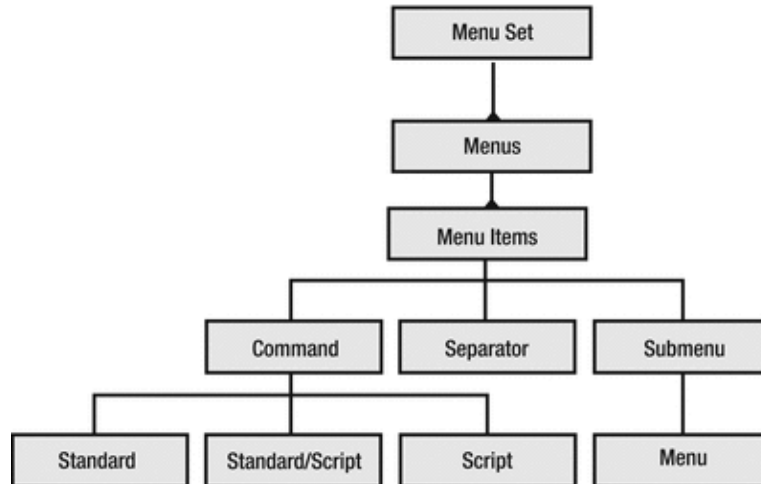 Menu Set
Menus
Menu Items
Command
Separator
Submenu
Standard
Standard/Script
Script
Menu